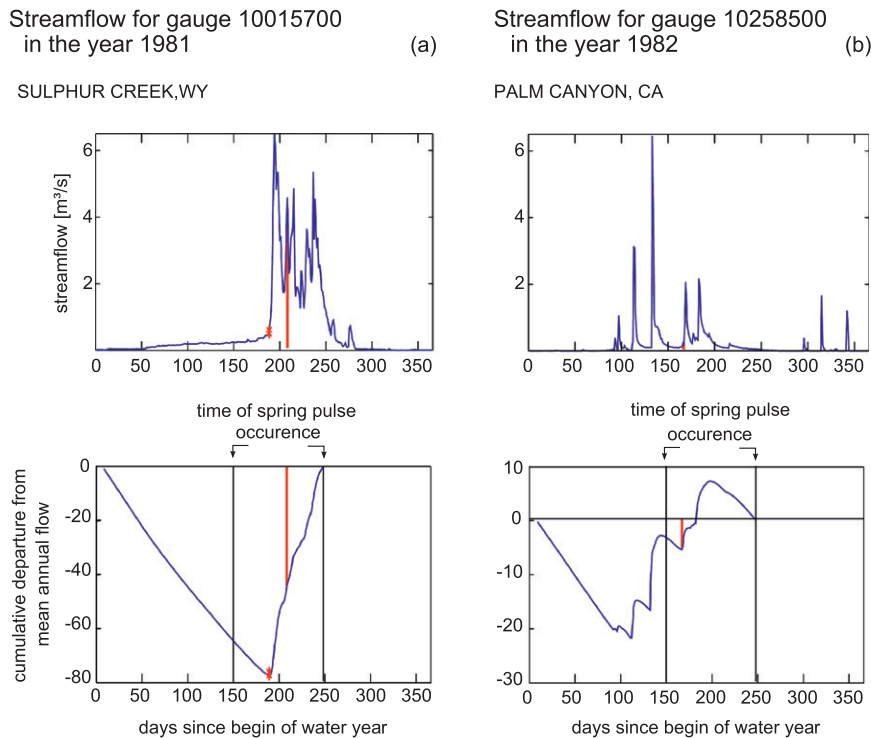 Streamflow for gauge 10015700
in the year 1981
(a)
SULPHUR CREEK,WY
streamflow [m³/s]
6
4
2
0 50 100 150 200 250 300 350
time of spring pulse
occurence
cumulative departure from
mean annual flow
0
-20
-40
-60
-80
0 50 100 150 200 250 300 350
days since begin of water year
Streamflow for gauge 10258500
in the year 1982
(b)
PALM CANYON, CA
6
4
2
0 50 100 150 200 250 300 350
time of spring pulse
occurence
10
0
-10
-20
-30
0 50 100 150 200 250 300 350
days since begin of water year